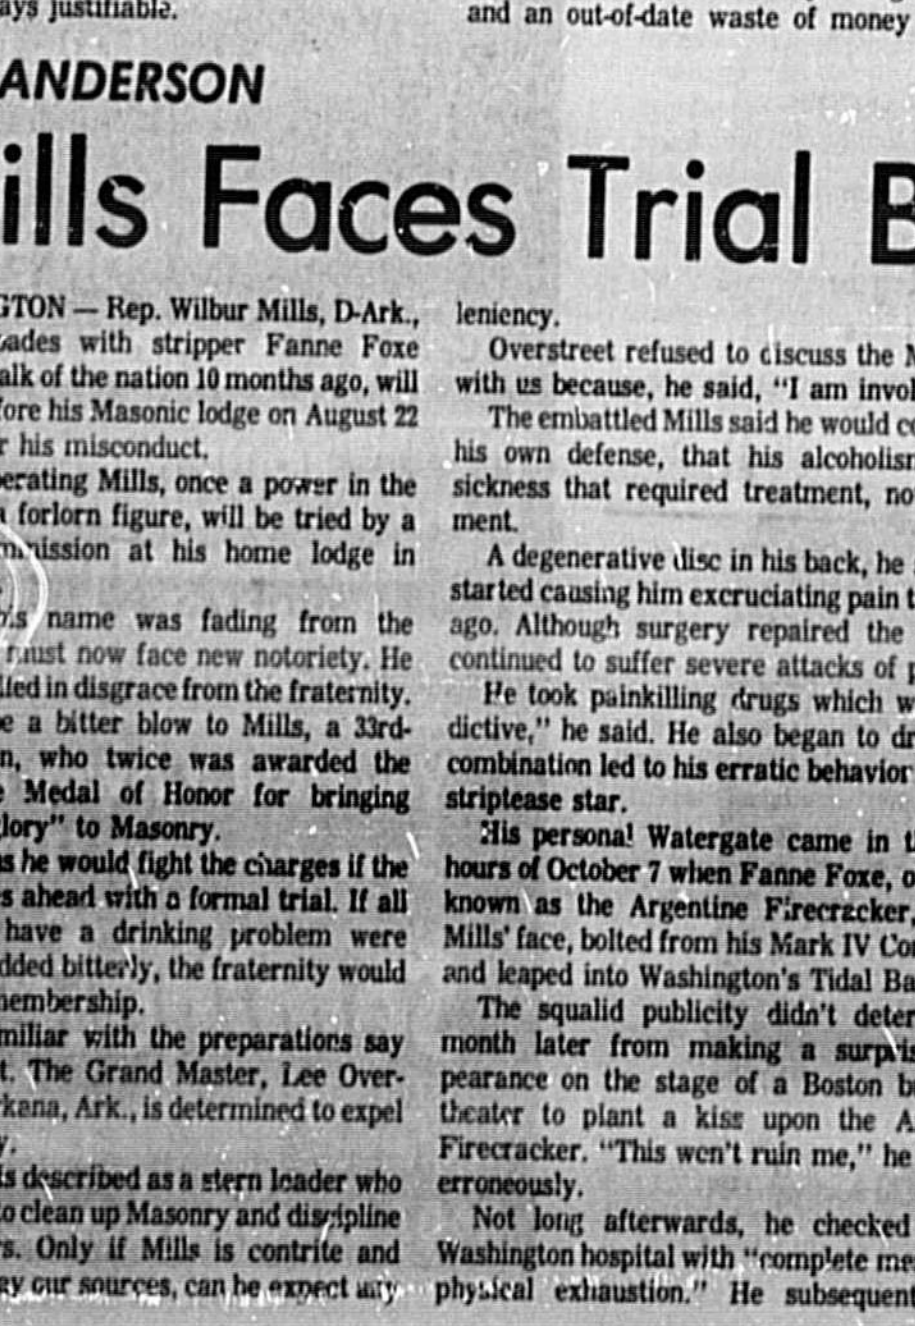 ays justifiable.
and an out-of-date waste of money
ANDERSON
ills Faces Trial B
GTON — Rep. Wilbur Mills, D-Ark.,
ades with stripper Fanne Foxe
alk of the nation 10 months ago, will
fore his Masonic lodge on August 22
r his misconduct.
erating Mills, once a power in the
a forlorn figure, will be tried by a
mmission at his home lodge in
his name was fading from the
must now face new notoriety. He
lled in disgrace from the fraternity.
e a bitter blow to Mills, a 33rd-
n, who twice was awarded the
e Medal of Honor for bringing
lory" to Masonry.
s he would fight the charges if the
s ahead with a formal trial. If all
have a drinking problem were
dded bitterly, the fraternity would
membership.
miliar with the preparations say
t. The Grand Master, Lee Over-
kana, Ark., is determined to expel
y.
is described as a stern leader who
to clean up Masonry and discipline
rs. Only if Mills is contrite and
ay our sources, can he expect any
leniency.
Overstreet refused to discuss the M
with us because, he said, "I am invol
The embattled Mills said he would co
his own defense, that his alcoholism
sickness that required treatment, no
ment.
A degenerative disc in his back, he
started causing him excruciating pain t
ago. Although surgery repaired the
continued to suffer severe attacks of p
He took painkilling drugs which w
dictive," he said. He also began to dr
combination led to his erratic behavior
striptease star.
His personal Watergate came in t
hours of October 7 when Fanne Foxe, o
known as the Argentine Firecracker,
Mills' face, bolted from his Mark IV Co
and leaped into Washington's Tidal Ba
The squalid publicity didn't deter
month later from making a surpris
pearance on the stage of a Boston b
theater to plant a kiss upon the A
Firecracker. "This won't ruin me," he
erroneously.
Not long afterwards, he checked
Washington hospital with "complete me
physical exhaustion." He subsequent